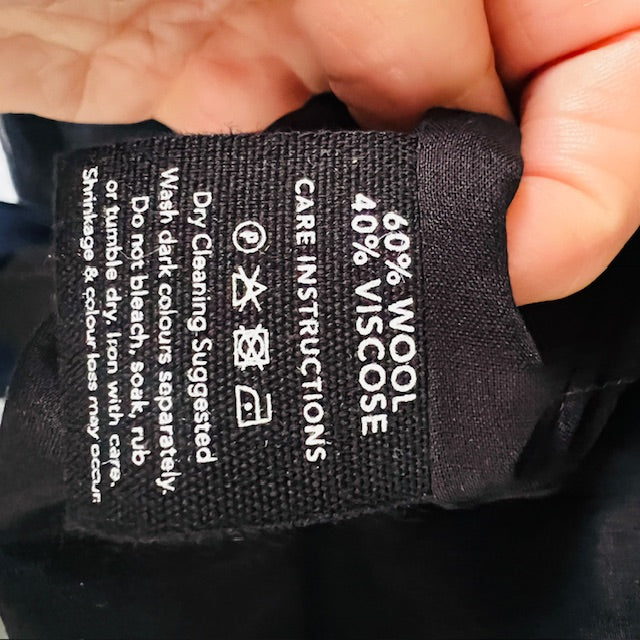 60% WOOL
40% VISCOSE
CARE INSTRUCTIONS
P
Dry Cleaning Suggested
Wash dark colours separately.
Do not bleach, soak, rub
or tumble dry. Iron with care.
Shrinkage & colour loss may occur.